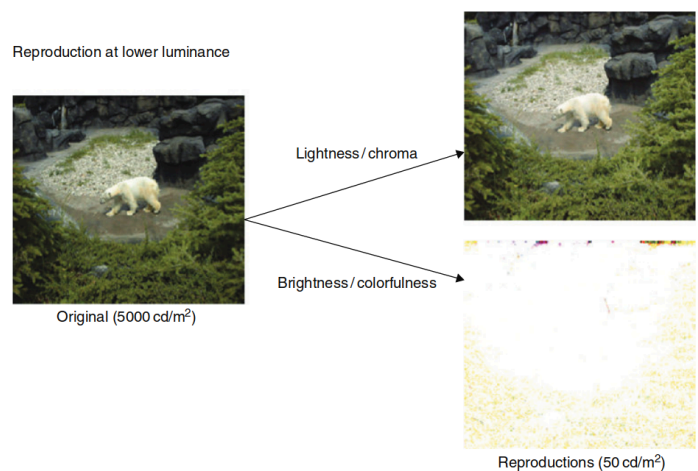 Reproduction at lower luminance
Lightness / chroma
Brightness / colorfulness
Original (5000 cd/m²)
Reproductions (50 cd/m²)